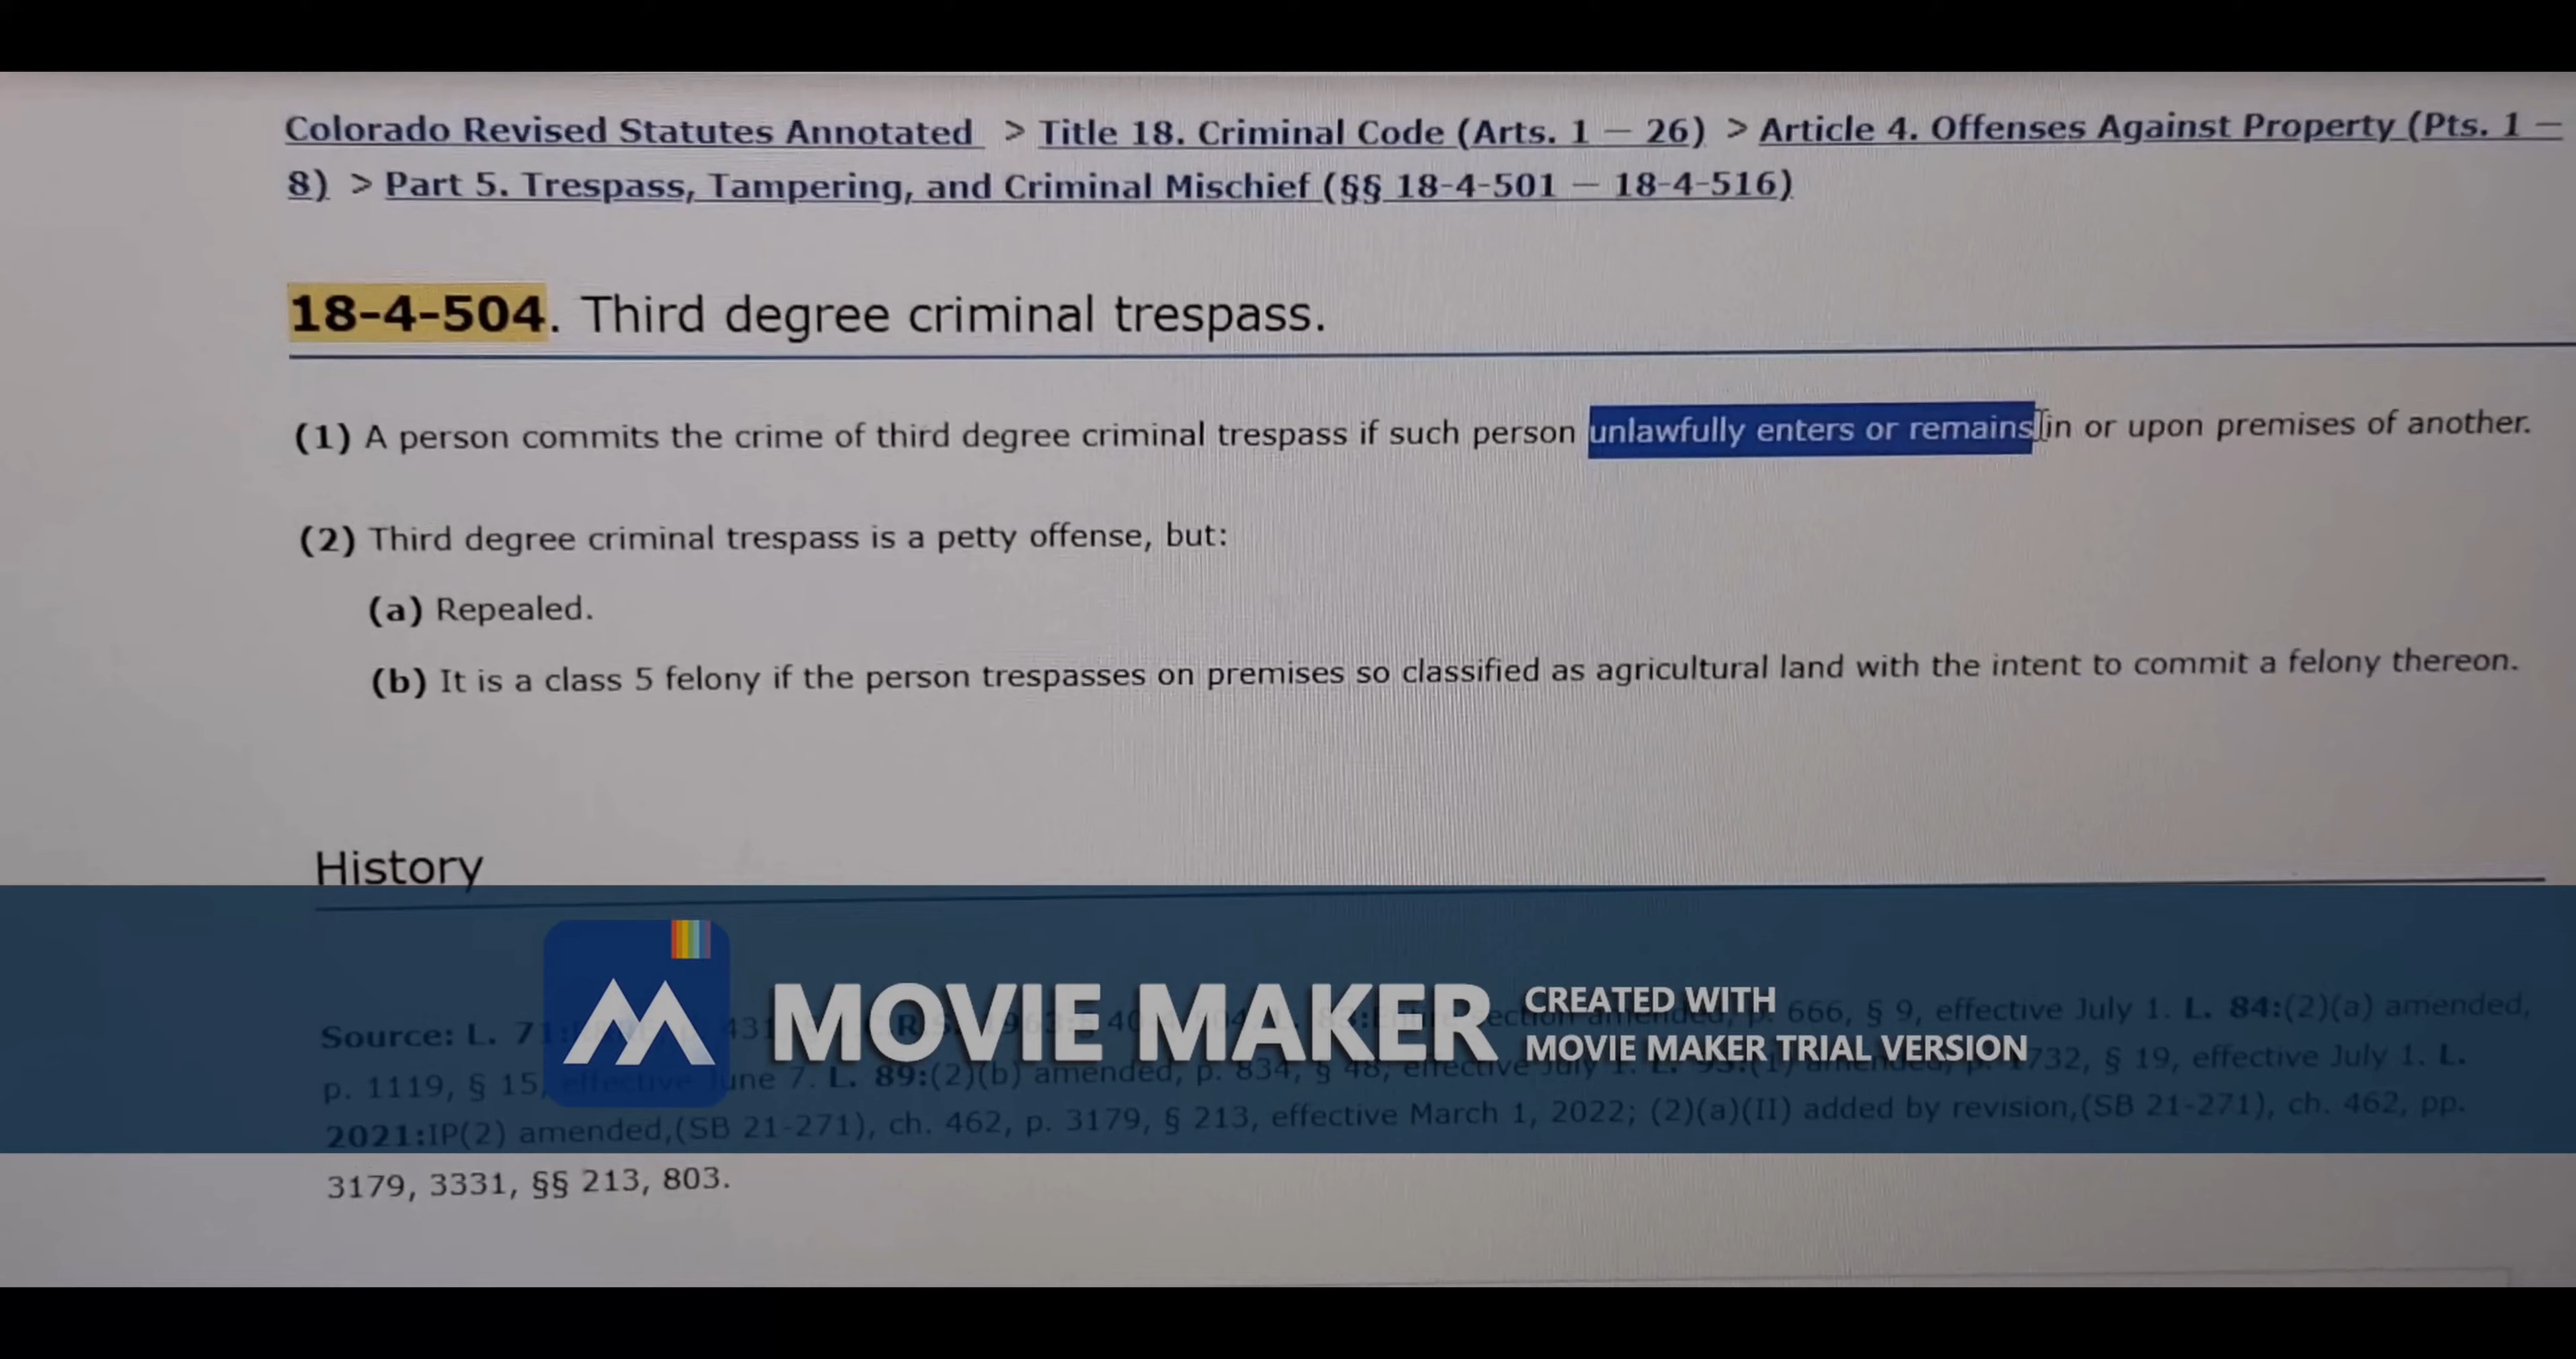 Colorado Revised Statutes Annotated > Title 18. Criminal Code (Arts. 1 — 26) > Article 4. Offenses Against Property (Pts. 1 —
8) > Part 5. Trespass, Tampering, and Criminal Mischief (§§ 18-4-501 — 18-4-516)
18-4-504. Third degree criminal trespass.
(1) A person commits the crime of third degree criminal trespass if such person unlawfully enters or remains in or upon premises of another.
(2) Third degree criminal trespass is a petty offense, but:
(a) Repealed.
(b) It is a class 5 felony if the person trespasses on premises so classified as agricultural land with the intent to commit a felony thereon.
History
MOVIE MAKER
CREATED WITH
MOVIE MAKER TRIAL VERSION
Source: L. 71: 666, § 9, effective July 1. L. 84:(2)(a) amended,
p. 1119, § 15, effective June 7. L. 89:(2)(b) amended, p. 834, § 48, effective July 1. amended, 1732, § 19, effective July 1. L.
2021:IP(2) amended,(SB 21-271), ch. 462, p. 3179, § 213, effective March 1, 2022; (2)(a)(II) added by revision,(SB 21-271), ch. 462, pp.
3179, 3331, §§ 213, 803.